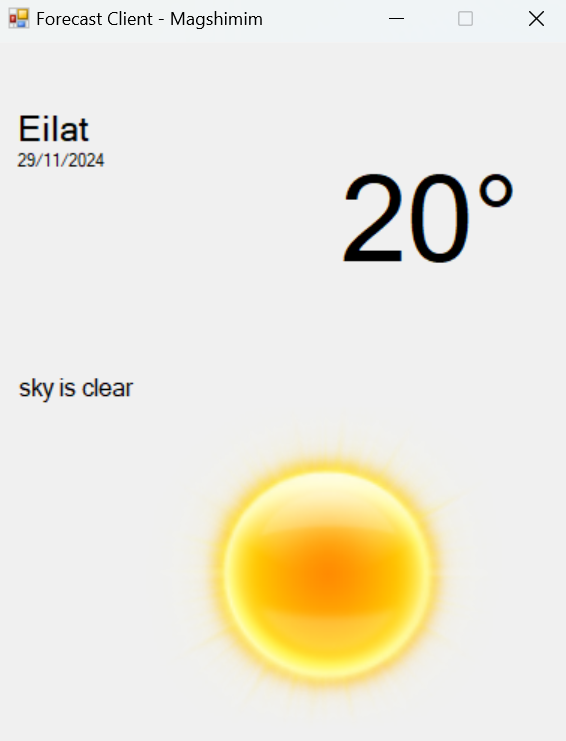 Forecast Client - Magshimim
Eilat
29/11/2024
20°
sky is clear